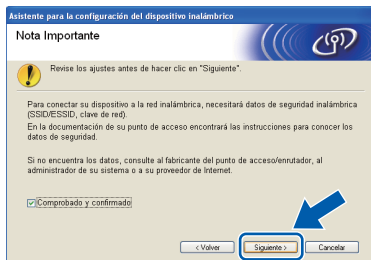 Asistente para la configuración del dispositivo inalámbrico
Nota Importante
Revise los ajustes antes de hacer clic en "Siguiente".
Para conectar su dispositivo a la red inalámbrica, necesitará datos de seguridad inalámbrica
(SSID/ESSID, clave de red).
En la documentación de su punto de acceso encontrará las instrucciones para conocer los
datos de seguridad.
Si no encuentra los datos, consulte al fabricante del punto de acceso/enrutador, al
administrador de su sistema o a su proveedor de Internet.
Comprobado y confirmado
< Volver Siguiente > Cancelar